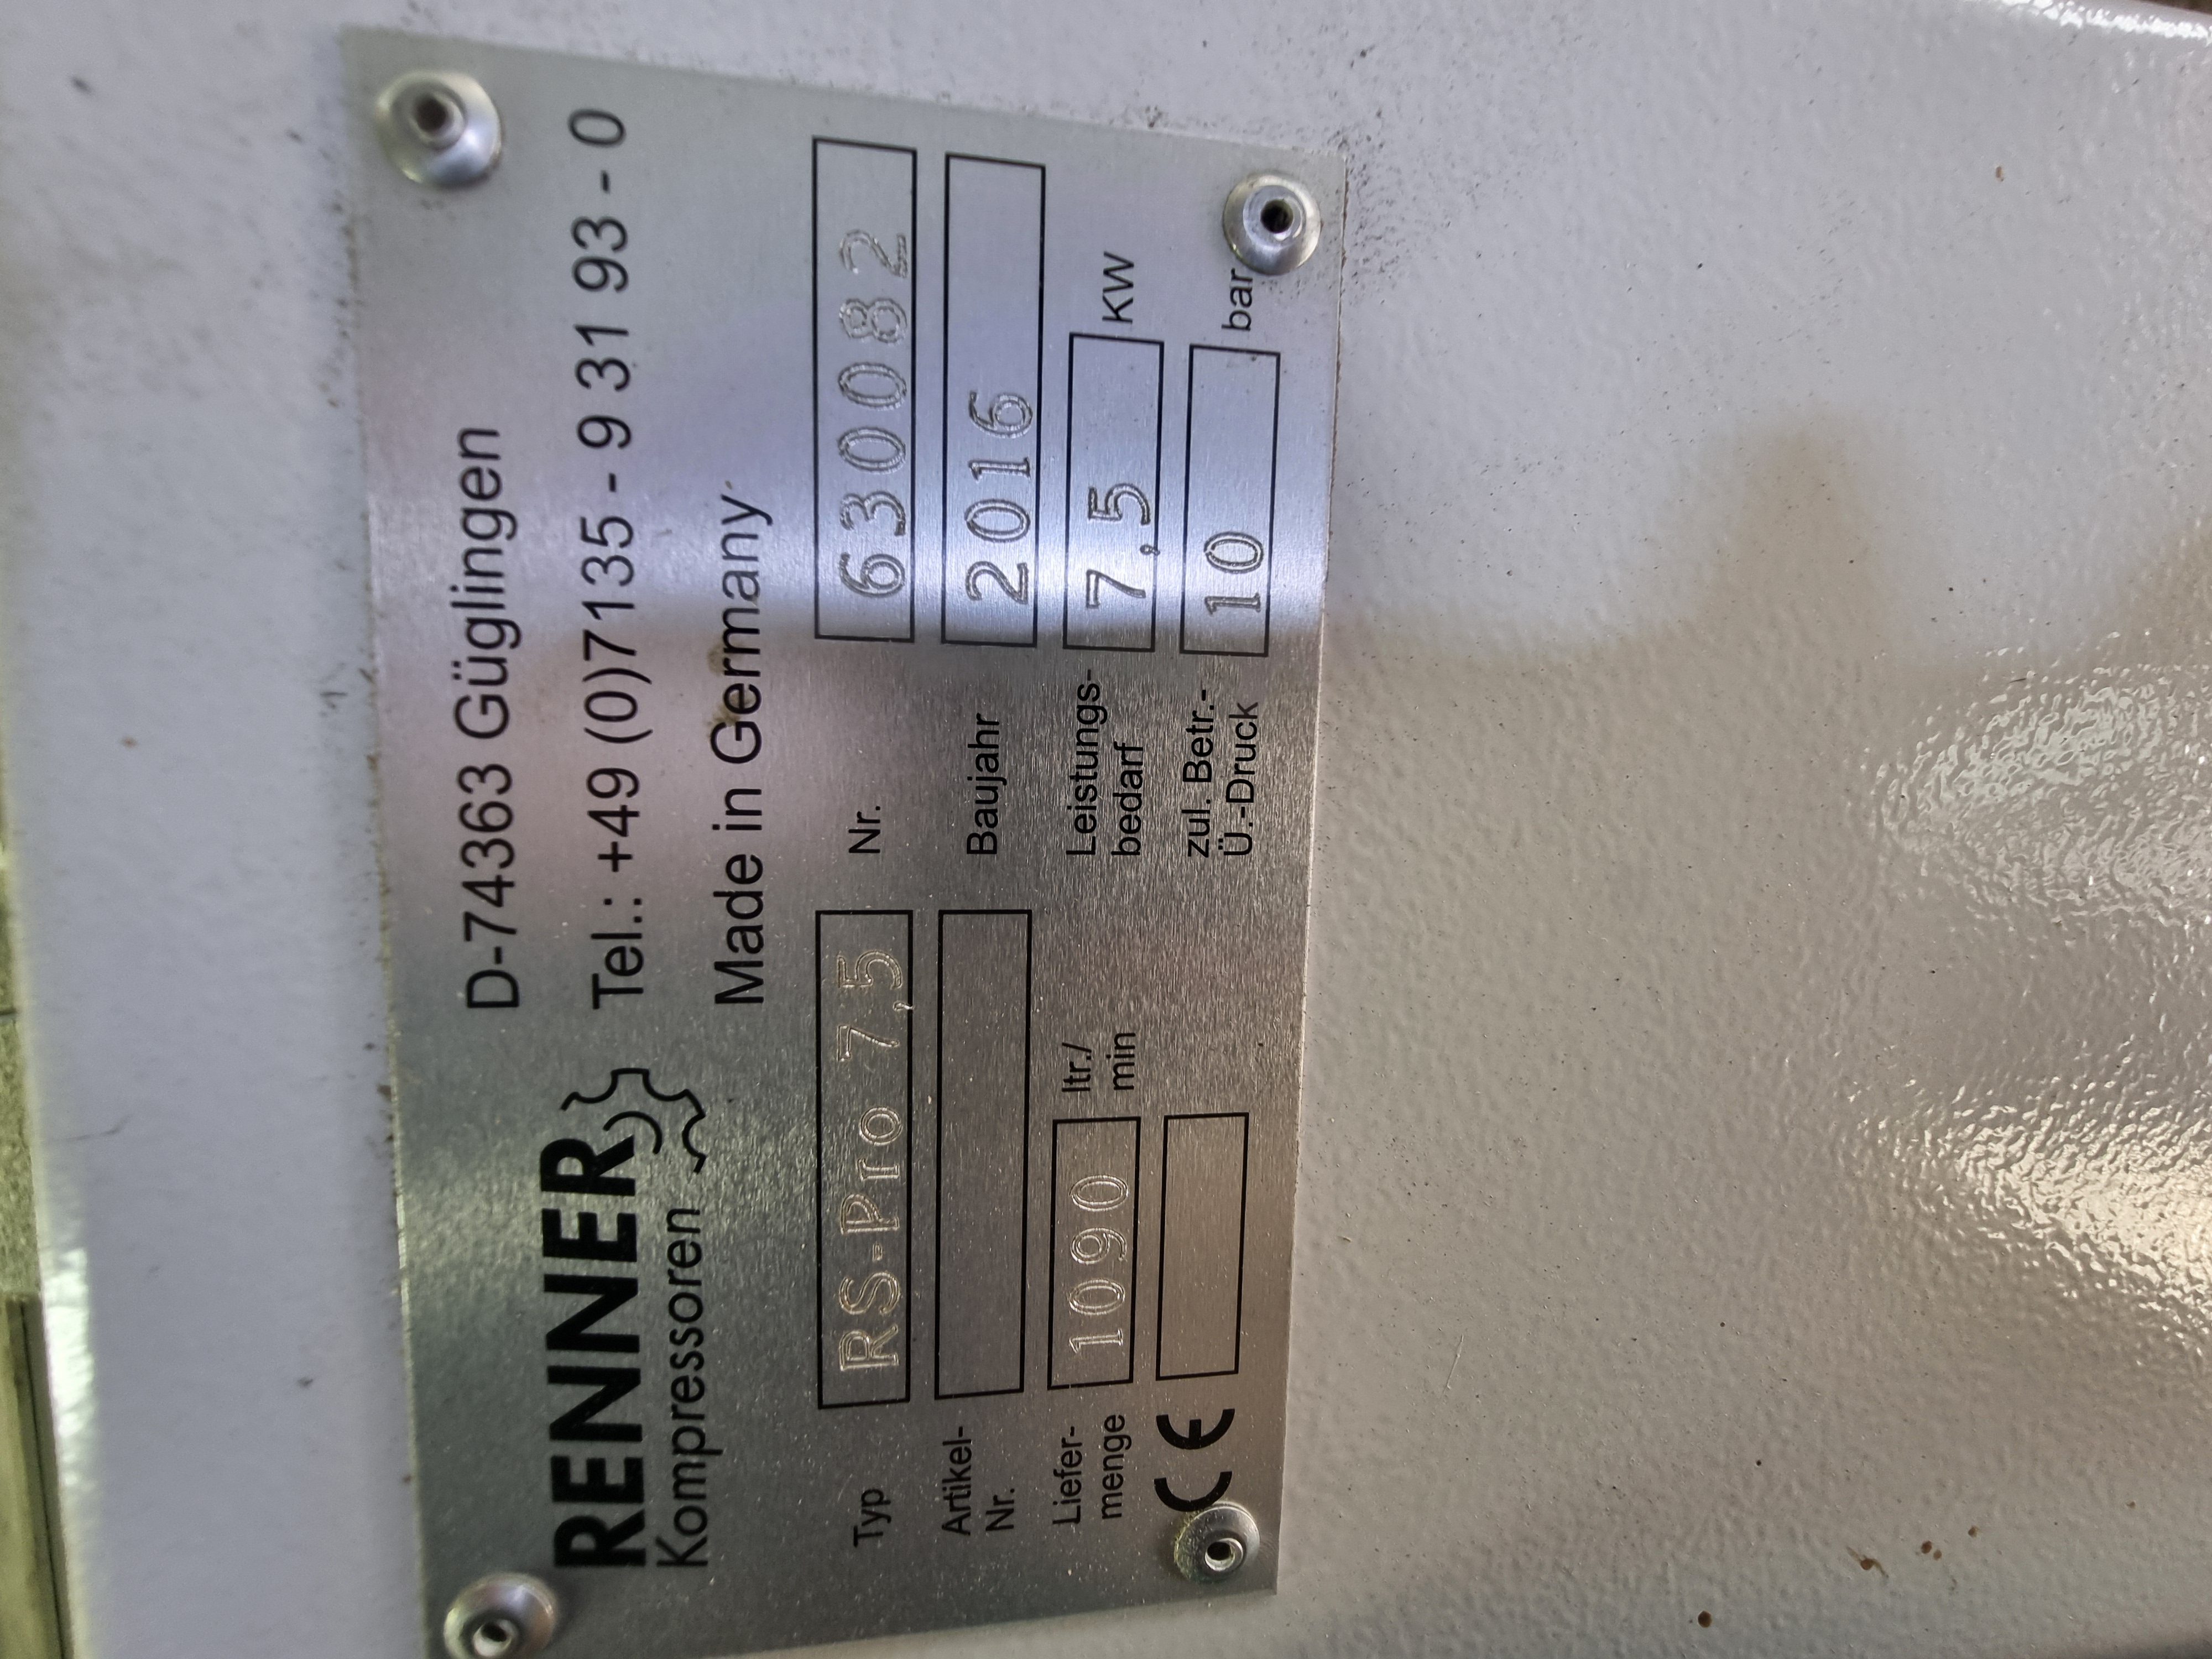 RENNER
Kompressoren
D-74363 Güglingen
Tel.: +49 (0)7135 - 9 31 93 - 0
Made in Germany
Typ RS-Pro 7,5 Nr. 630082
Artikel-
Nr.
Baujahr 2016
Liefer-
menge 1090 ltr./
min
Leistungs-
bedarf 7,5 KW
CE
zul. Betr.-
Ü.-Druck 10 bar